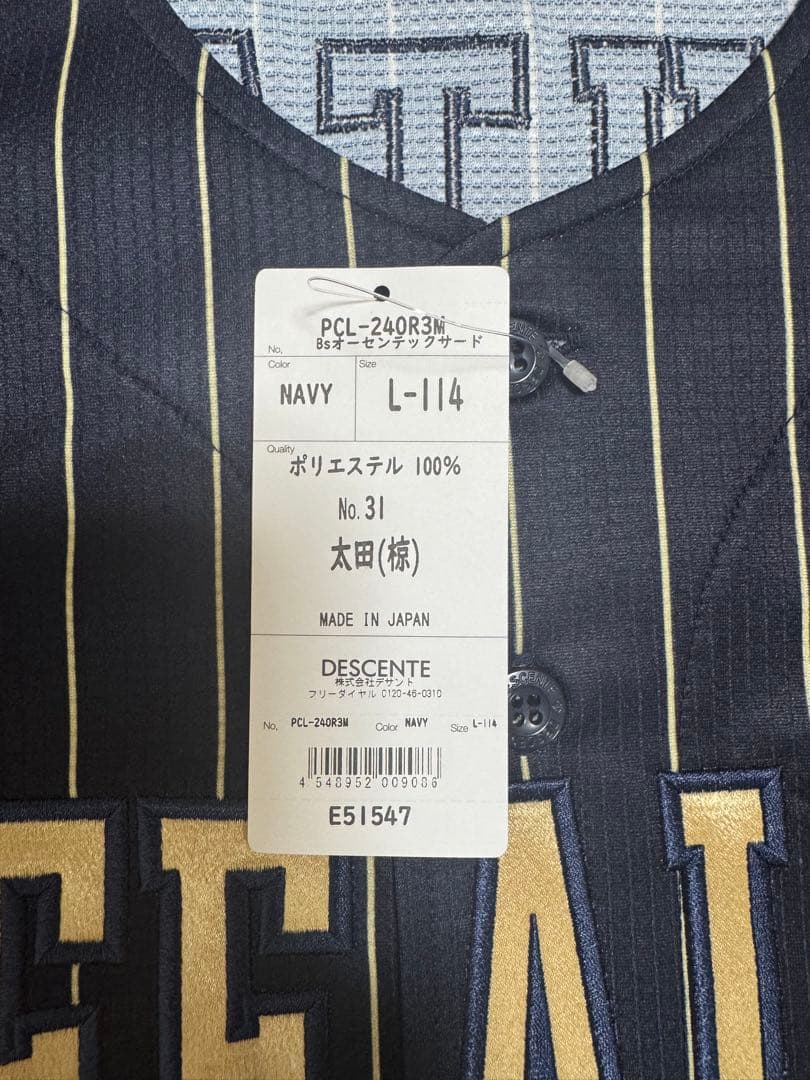 PCL-240R3M
No,
Bsオーセンテックサード
Color
Size
NAVY
L-114
Quality
ポリエステル 100%
No.31
太田(椋)
MADE IN JAPAN
DESCENTE
株式会社デサント
フリーダイヤル 0120-46-0310
No, PCL-240R3M Color NAVY Size L-114
4 548952 009086
E51547